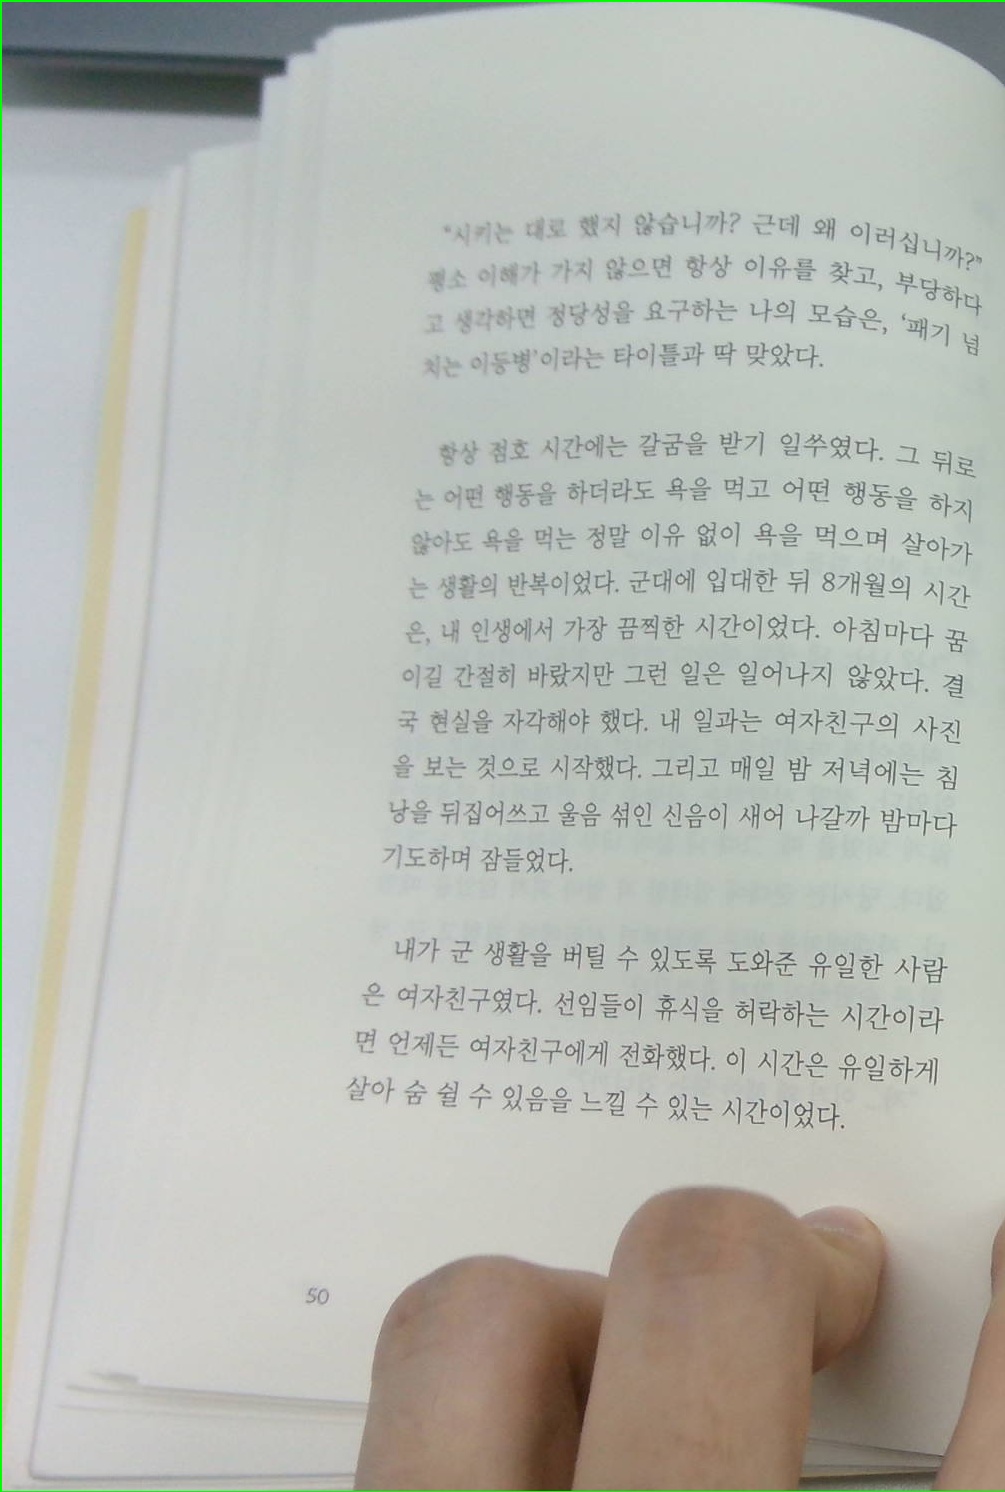 “시키는 대로 했지 않습니까? 근데 왜 이러십니까?”
평소 이해가 가지 않으면 항상 이유를 찾고, 부당하다
고 생각하면 정당성을 요구하는 나의 모습은, ‘패기 넘
치는 이등병’이라는 타이틀과 딱 맞았다.
항상 점호 시간에는 갈굼을 받기 일쑤였다. 그 뒤로
는 어떤 행동을 하더라도 욕을 먹고 어떤 행동을 하지
않아도 욕을 먹는 정말 이유 없이 욕을 먹으며 살아가
는 생활의 반복이었다. 군대에 입대한 뒤 8개월의 시간
은, 내 인생에서 가장 끔찍한 시간이었다. 아침마다 꿈
이길 간절히 바랐지만 그런 일은 일어나지 않았다. 결
국 현실을 자각해야 했다. 내 일과는 여자친구의 사진
을 보는 것으로 시작했다. 그리고 매일 밤 저녁에는 침
낭을 뒤집어쓰고 울음 섞인 신음이 새어 나갈까 밤마다
기도하며 잠들었다.
내가 군 생활을 버틸 수 있도록 도와준 유일한 사람
은 여자친구였다. 선임들이 휴식을 허락하는 시간이라
면 언제든 여자친구에게 전화했다. 이 시간은 유일하게
살아 숨 쉴 수 있음을 느낄 수 있는 시간이었다.
50